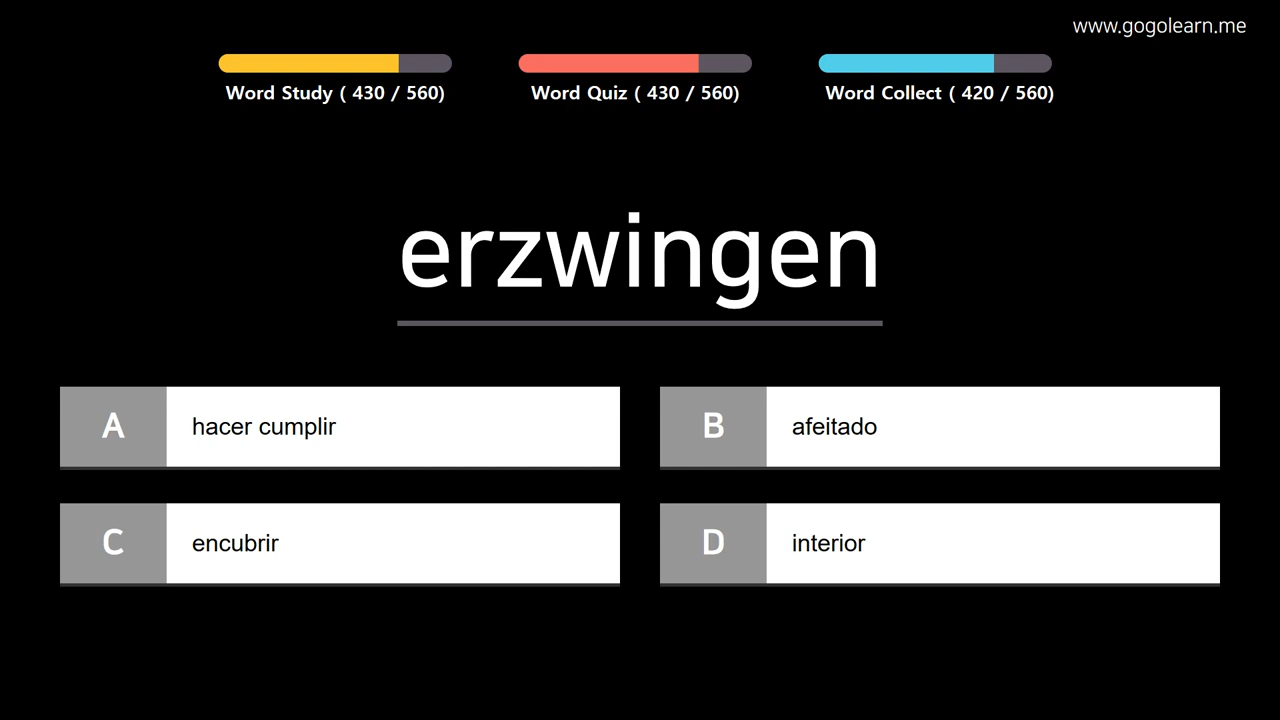 www.gogolearn.me
Word Study ( 430 / 560)
Word Quiz ( 430 / 560)
Word Collect ( 420 / 560)
erzwingen
A
hacer cumplir
B
afeitado
C
encubrir
D
interior